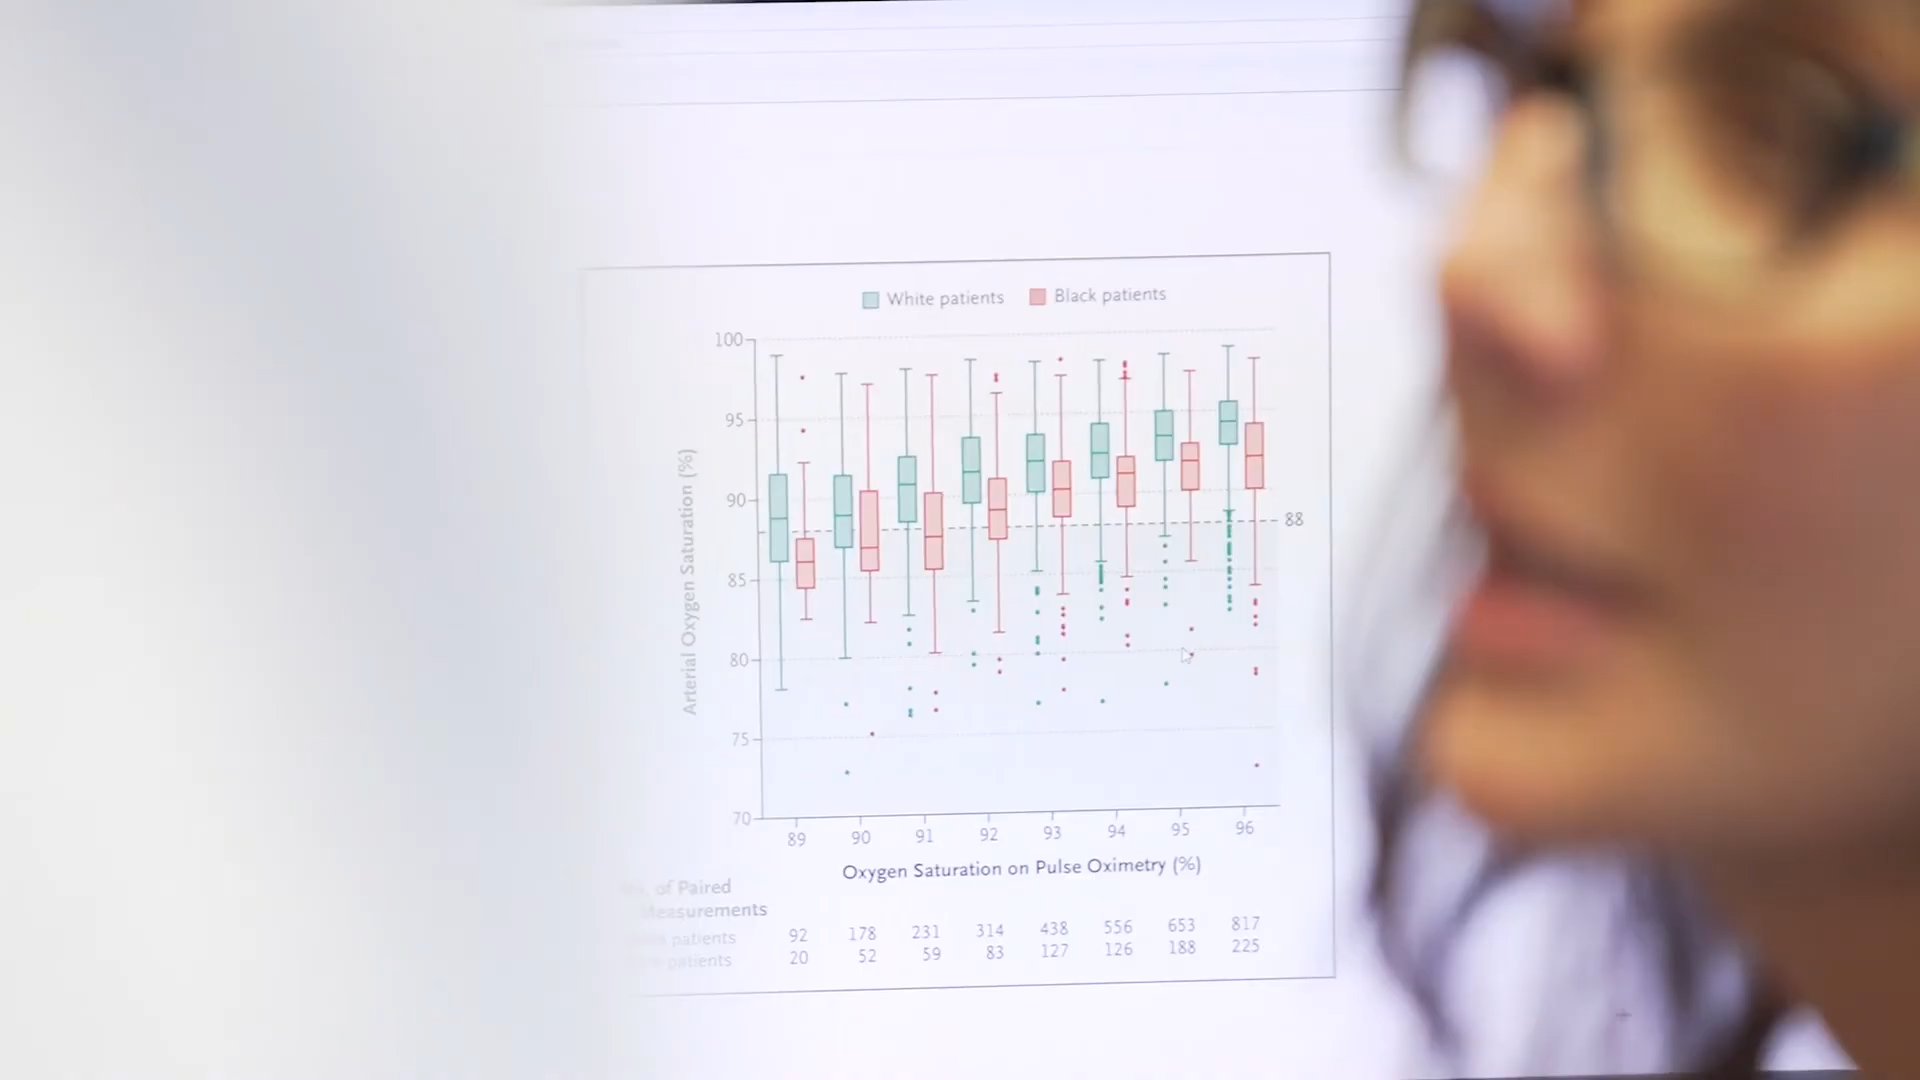 White patients Black patients
100
95
90
88
85
80
75
70
Arterial Oxygen Saturation (%)
89 90 91 92 93 94 95 96
Oxygen Saturation on Pulse Oximetry (%)
of Paired
Measurements
patients 92 178 231 314 438 556 653 817
patients 20 52 59 83 127 126 188 225